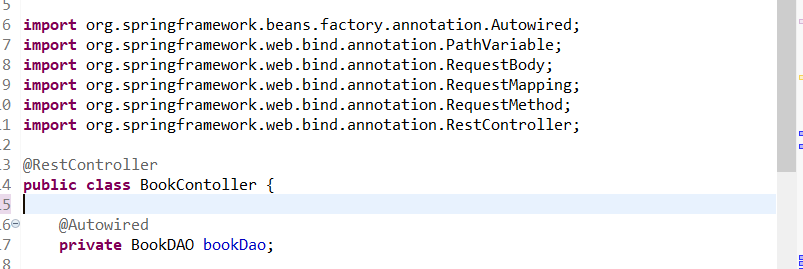 5
6 import org.springframework.beans.factory.annotation.Autowired;
7 import org.springframework.web.bind.annotation.PathVariable;
8 import org.springframework.web.bind.annotation.RequestBody;
9 import org.springframework.web.bind.annotation.RequestMapping;
.0 import org.springframework.web.bind.annotation.RequestMethod;
.1 import org.springframework.web.bind.annotation.RestController;
.2
.3 @RestController
.4 public class BookContoller {
.5
.6 @Autowired
.7 private BookDAO bookDao;
.8